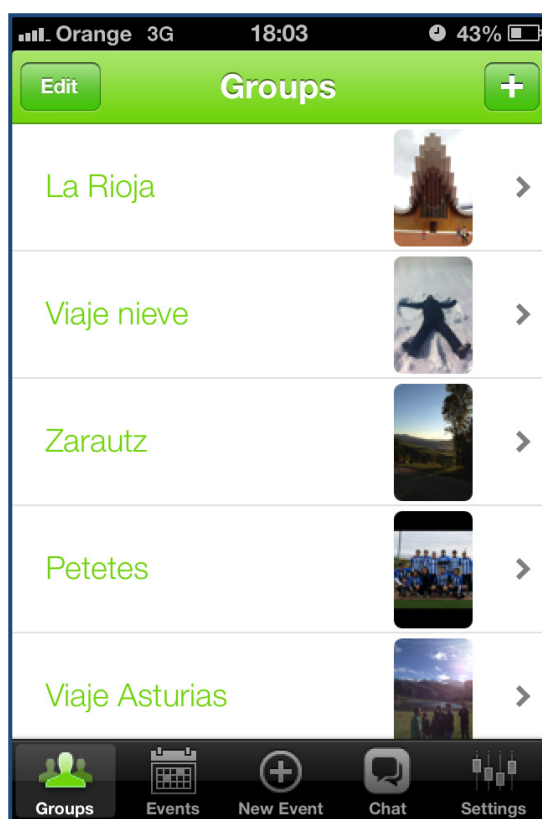 Orange 3G 18:03 43%
Edit Groups +
La Rioja
Viaje nieve
Zarautz
Petetes
Viaje Asturias
Groups Events New Event Chat Settings